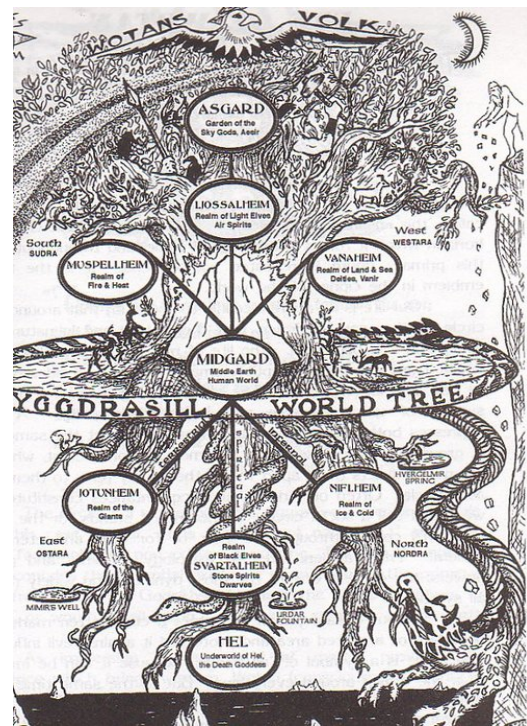 WOTANS VOLK
ASGARD
Garden of the
Sky Gods, Aesir
LIOSSALHEIM
Realm of Light Elves
Air Spirits
South
SUDRA
West
WESTARA
MUSPELLHEIM
Realm of
Fire & Heat
VANAHEIM
Realm of Land & Sea
Deities, Vanir
MIDGARD
Middle Earth
Human World
YGGDRASILL WORLD TREE
terrestrial
spiritual
HVERGELMIR
SPRING
JOTUNHEIM
Realm of the
Giants
NIFLHEIM
Realm of
Ice & Cold
East
OSTARA
North
NORDRA
Realm
of Black Elves
SVARTALHEIM
Stone Spirits
Dwarves
MIMIR'S WELL
URDAR
FOUNTAIN
HEL
Underworld of Hel,
the Death Goddess